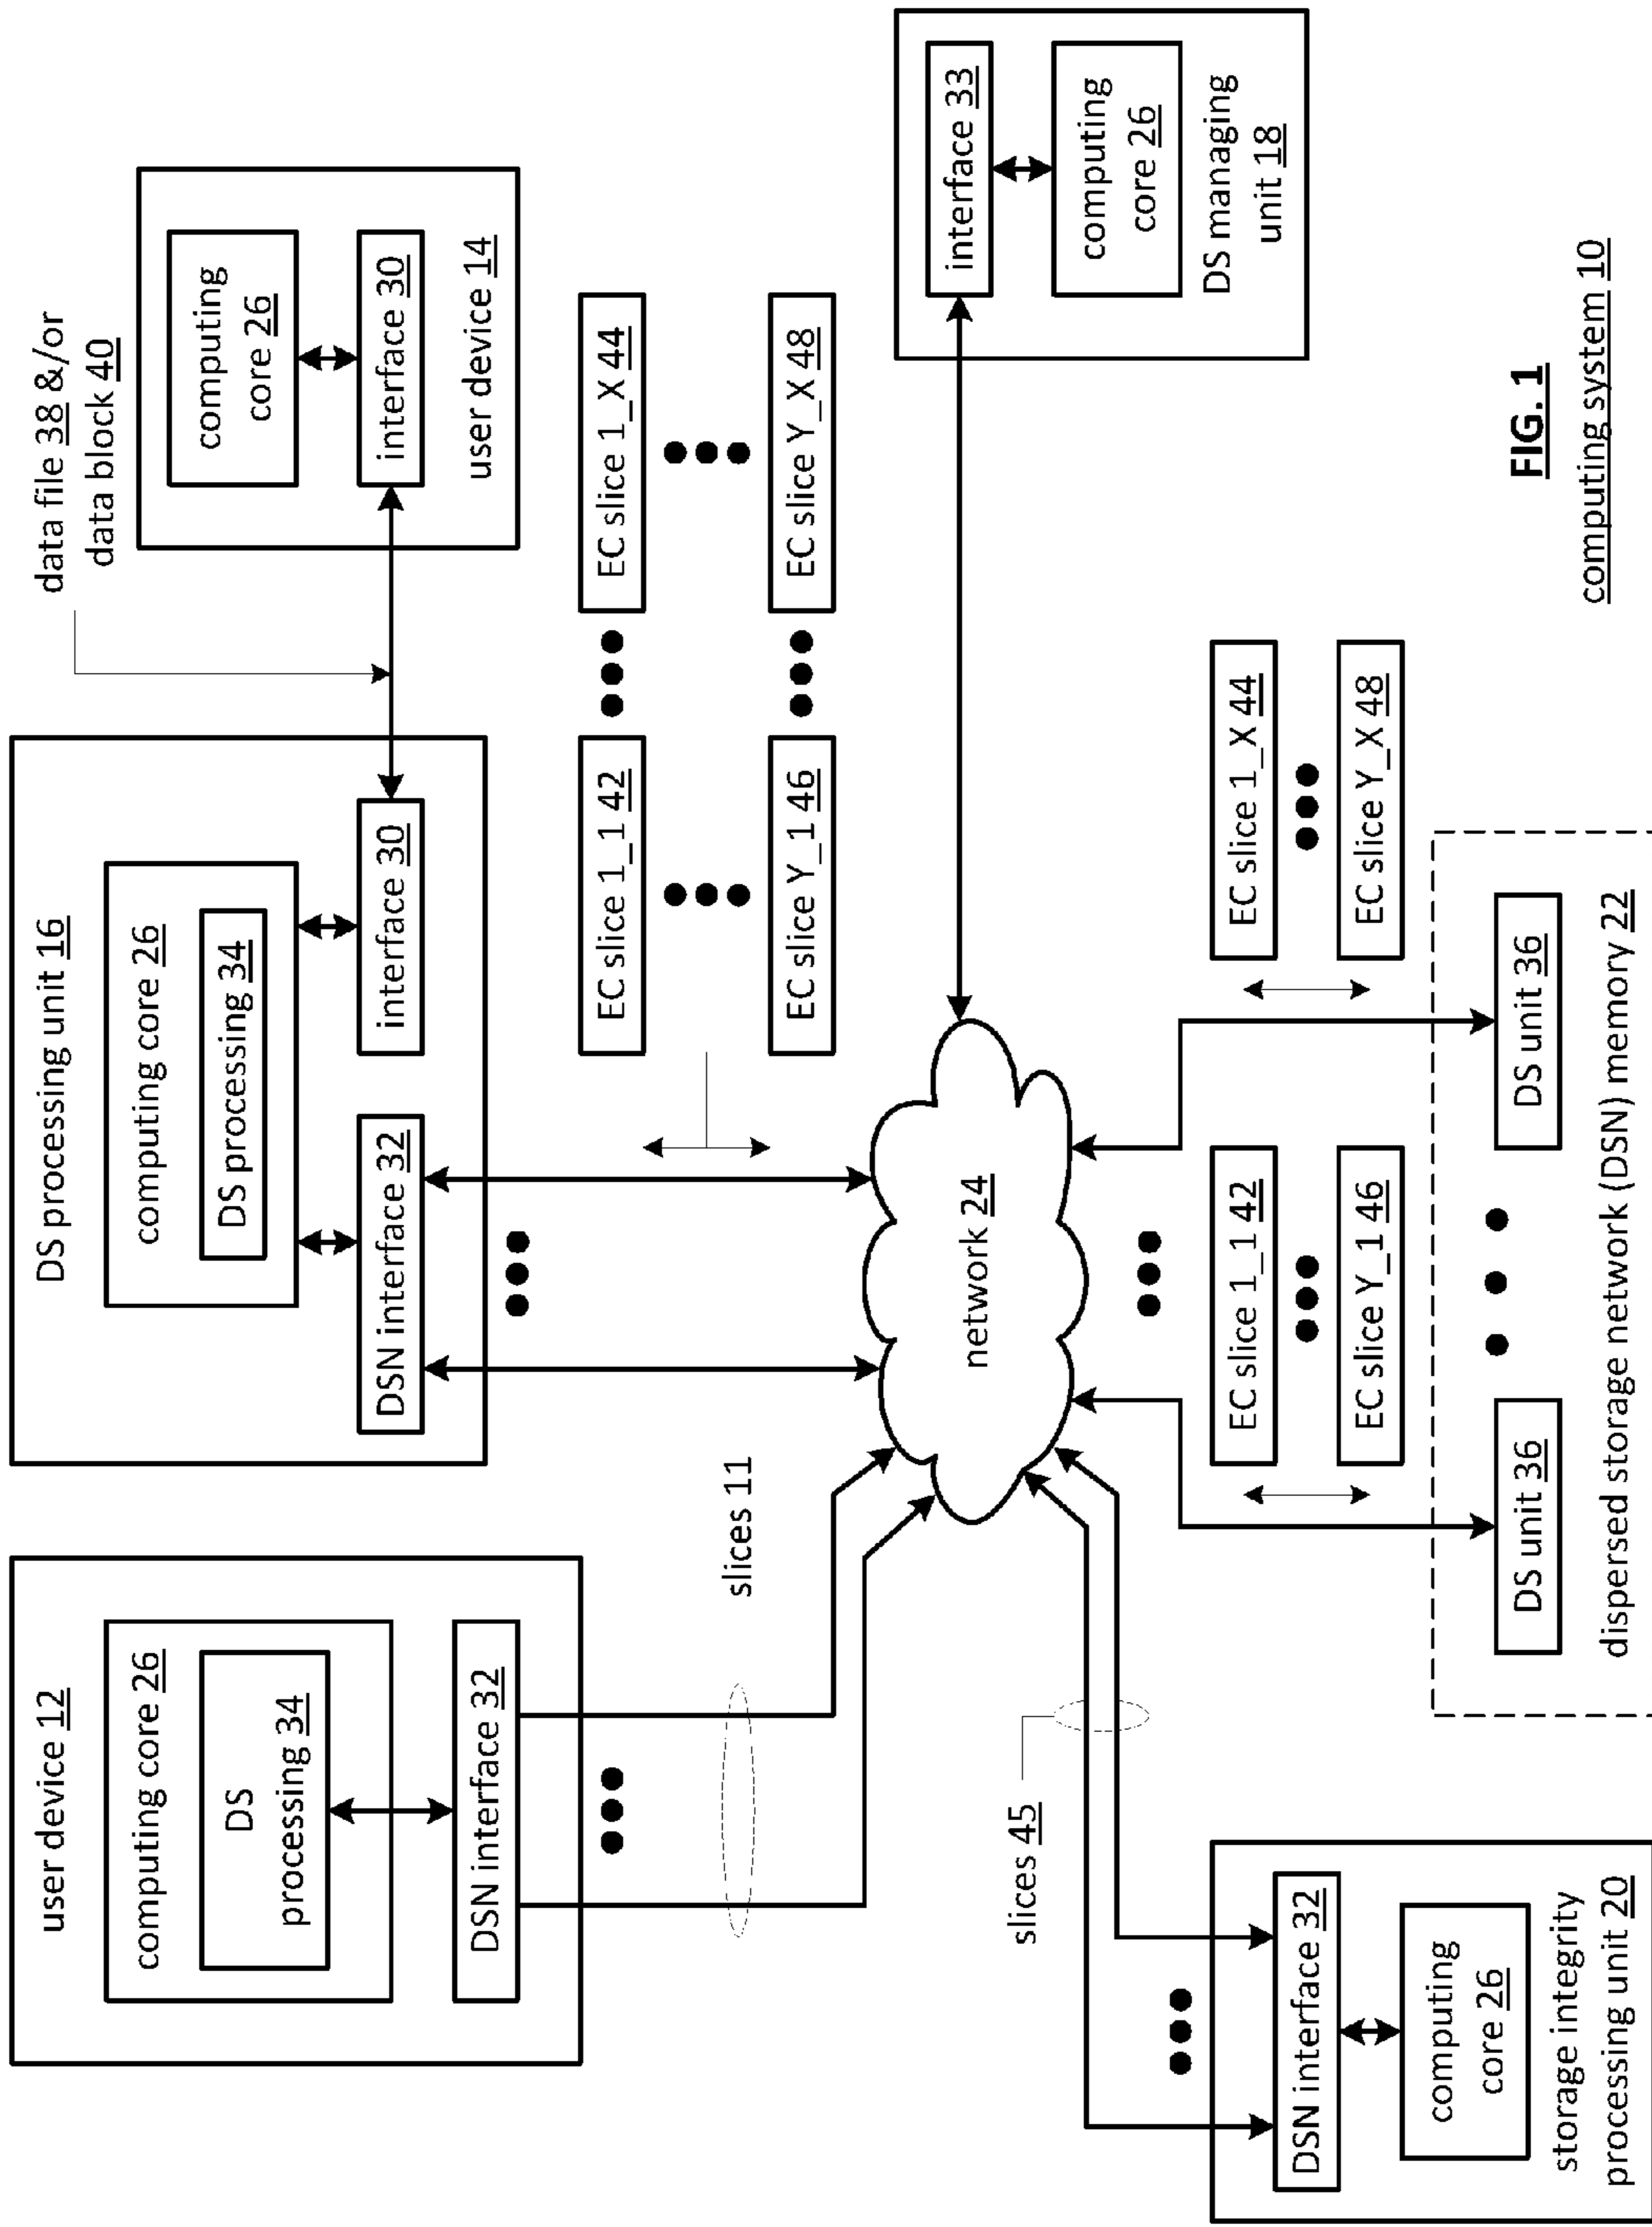 user device 12
computing core 26
DS
processing 34
DSN interface 32
slices 11
DS processing unit 16
computing core 26
DS processing 34
DSN interface 32
interface 30
data file 38 &/or
data block 40
computing
core 26
interface 30
user device 14
EC slice 1_1 42
EC slice 1_X 44
EC slice Y_1 46
EC slice Y_X 48
network 24
interface 33
computing
core 26
DS managing
unit 18
slices 45
DSN interface 32
computing
core 26
storage integrity
processing unit 20
EC slice 1_1 42
EC slice Y_1 46
EC slice 1_X 44
EC slice Y_X 48
DS unit 36
DS unit 36
dispersed storage network (DSN) memory 22
FIG. 1
computing system 10